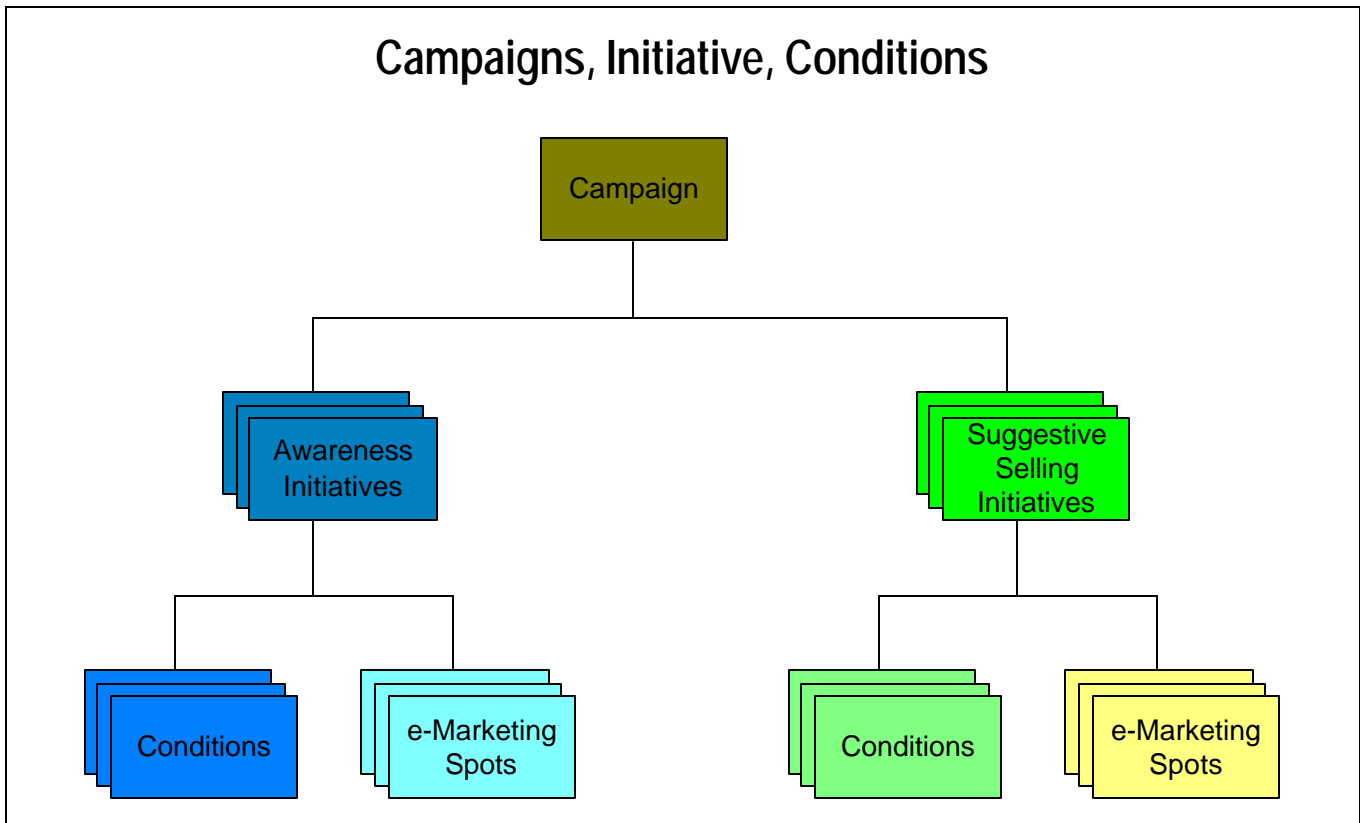 Campaigns, Initiative, Conditions
Campaign
Awareness
Initiatives
Suggestive
Selling
Initiatives
Conditions
e-Marketing
Spots
Conditions
e-Marketing
Spots